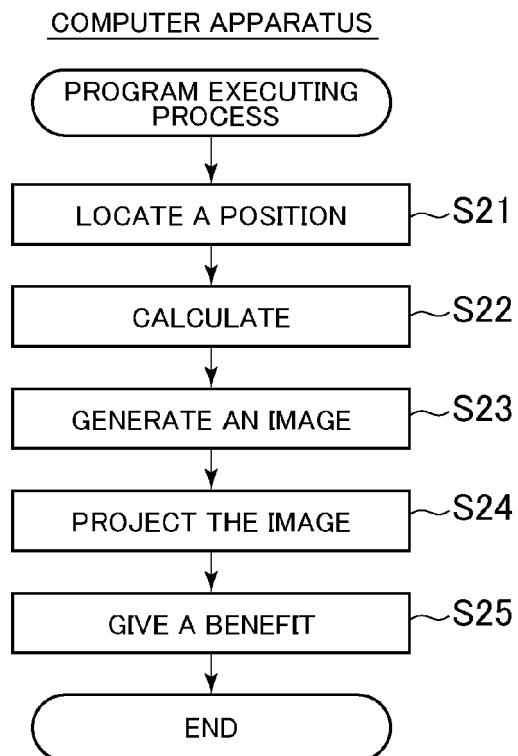 COMPUTER APPARATUS
PROGRAM EXECUTING
PROCESS
LOCATE A POSITION
S21
CALCULATE
S22
GENERATE AN IMAGE
S23
PROJECT THE IMAGE
S24
GIVE A BENEFIT
S25
END